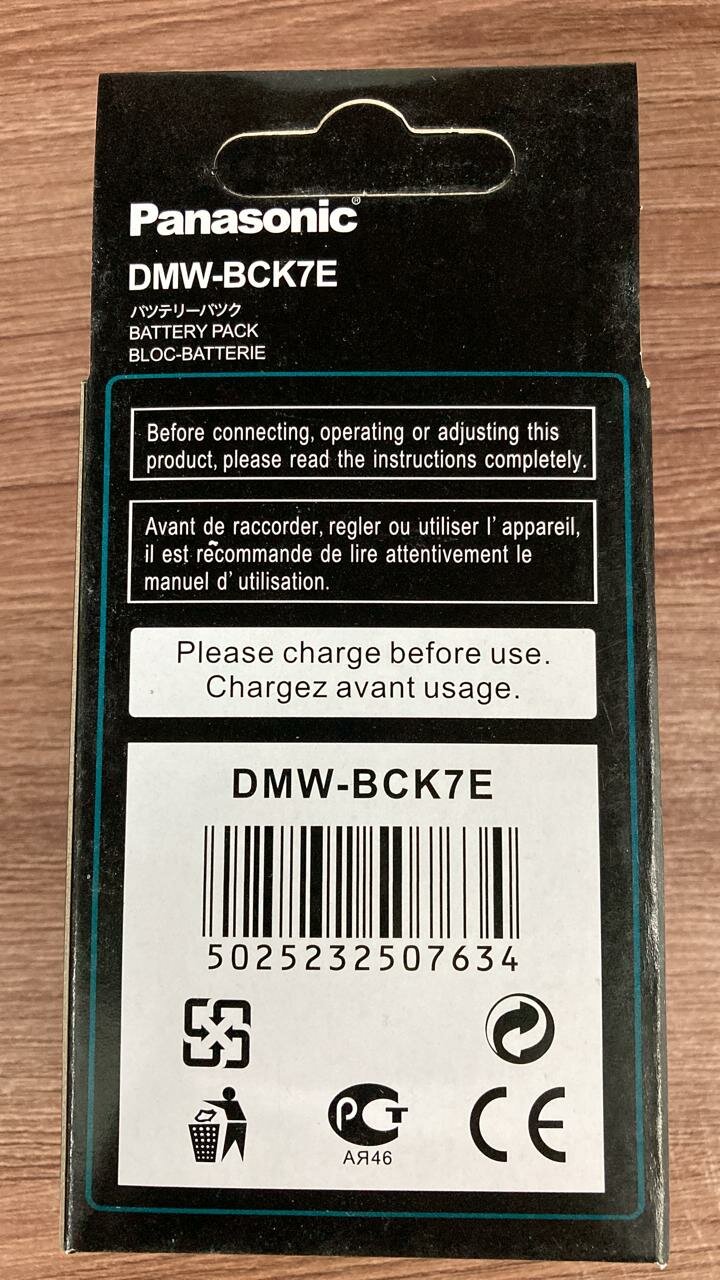 Panasonic®
DMW-BCK7E
バツテリーバツク
BATTERY PACK
BLOC-BATTERIE
Before connecting, operating or adjusting this
product, please read the instructions completely.
Avant de raccorder, regler ou utiliser l' appareil,
il est recommande de lire attentivement le
manuel d' utilisation.
Please charge before use.
Chargez avant usage.
DMW-BCK7E
5025232507634
PCT
АЯ46
CE